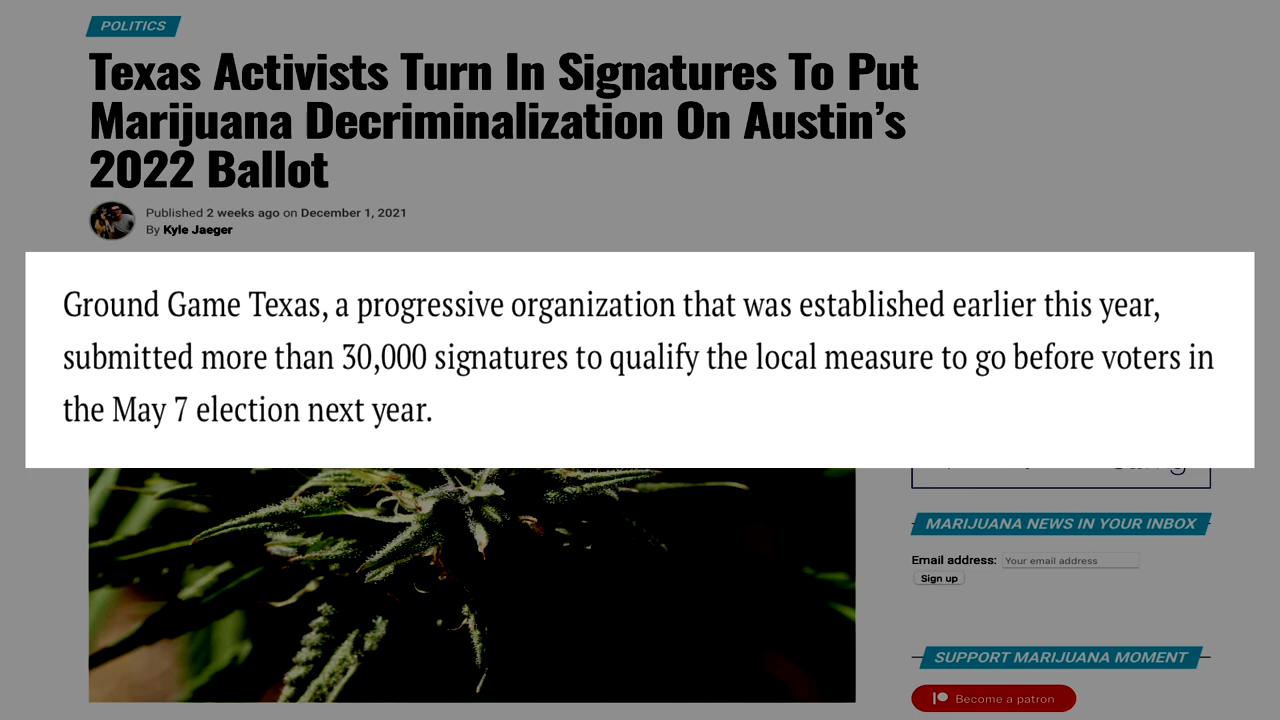 POLITICS
Texas Activists Turn In Signatures To Put
Marijuana Decriminalization On Austin’s
2022 Ballot
Published 2 weeks ago on December 1, 2021
By Kyle Jaeger
Ground Game Texas, a progressive organization that was established earlier this year,
submitted more than 30,000 signatures to qualify the local measure to go before voters in
the May 7 election next year.
MARIJUANA NEWS IN YOUR INBOX
Email address: Your email address
Sign up
SUPPORT MARIJUANA MOMENT
Become a patron